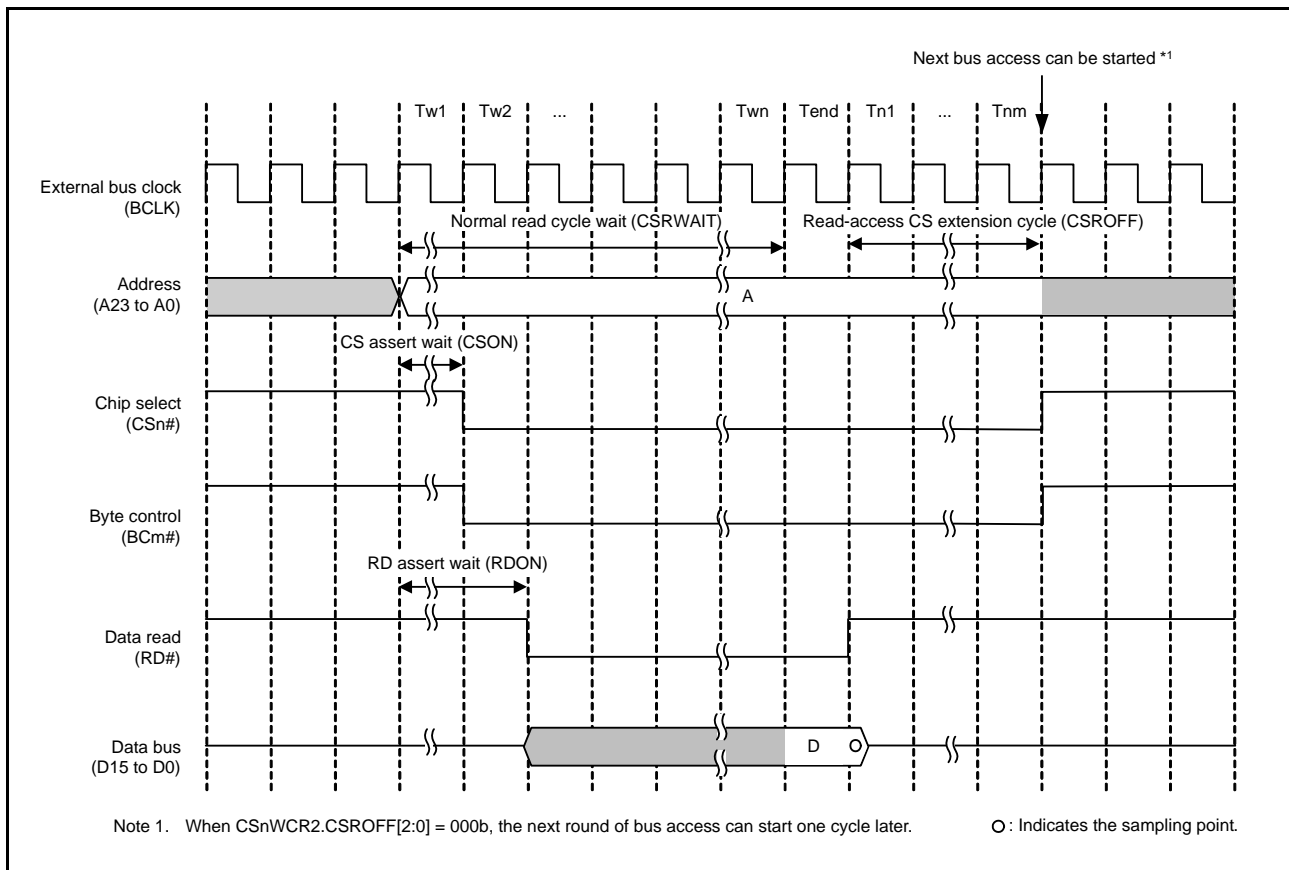 Next bus access can be started *1
Tw1 Tw2 ... Twn Tend Tn1 ... Tnm
External bus clock
(BCLK)
Normal read cycle wait (CSRWAIT) Read-access CS extension cycle (CSROFF)
Address
(A23 to A0)
A
CS assert wait (CSON)
Chip select
(CSn#)
Byte control
(BCm#)
RD assert wait (RDON)
Data read
(RD#)
Data bus
(D15 to D0)
D
Note 1. When CSnWCR2.CSROFF[2:0] = 000b, the next round of bus access can start one cycle later. O : Indicates the sampling point.